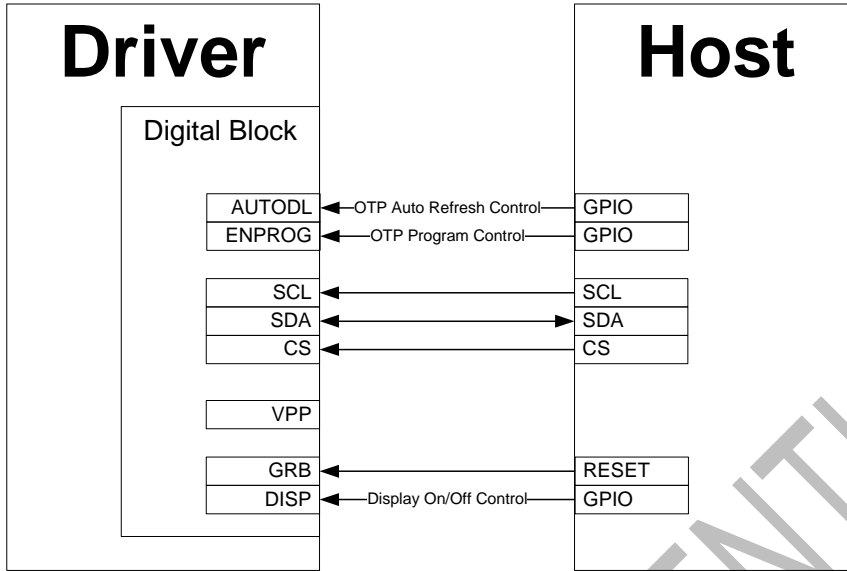 Driver Host
Digital Block
AUTODL OTP Auto Refresh Control GPIO
ENPROG OTP Program Control GPIO
SCL SCL
SDA SDA
CS CS
VPP
GRB RESET
DISP Display On/Off Control GPIO